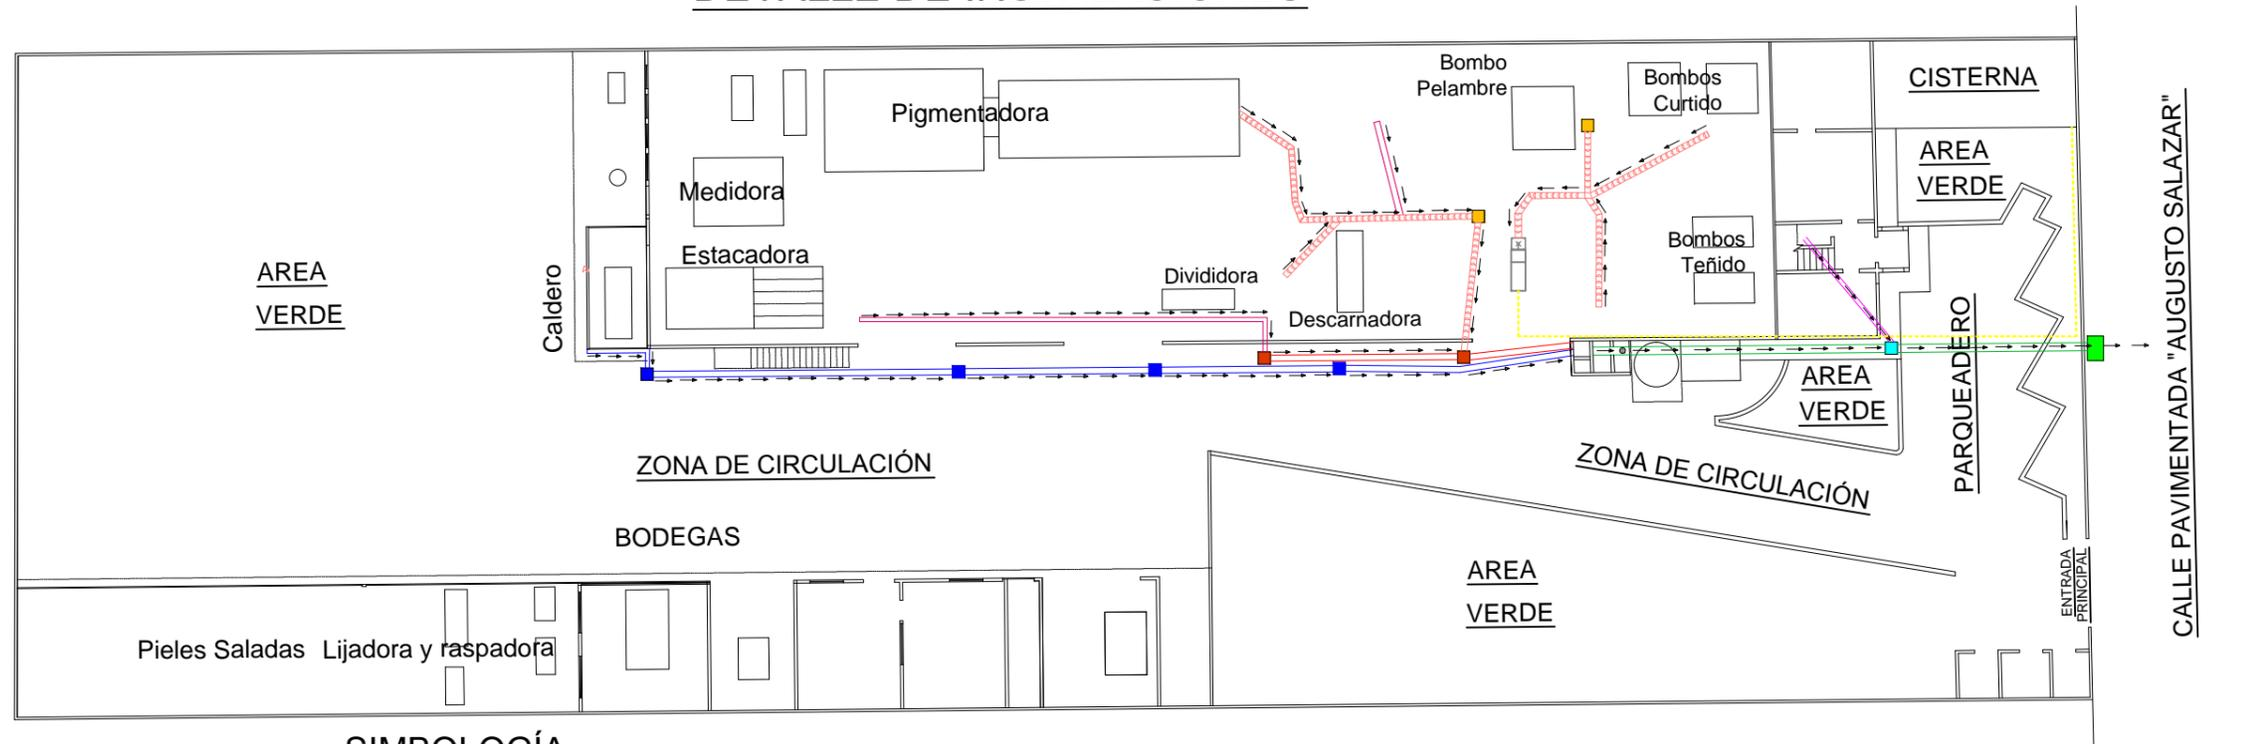 Bombo
Pelambre
Bombos
Curtido
CISTERNA
Pigmentadora
AREA
VERDE
Medidora
Estacadora
Bombos
Teñido
AREA
VERDE
Caldero
Divididora
Descarnadora
PARQUEADERO
AREA
VERDE
CALLE PAVIMENTADA "AUGUSTO SALAZAR"
ZONA DE CIRCULACIÓN
ZONA DE CIRCULACIÓN
BODEGAS
AREA
VERDE
ENTRADA
PRINCIPAL
Pieles Saladas Lijadora y raspadora
SIMBOLOGÍA